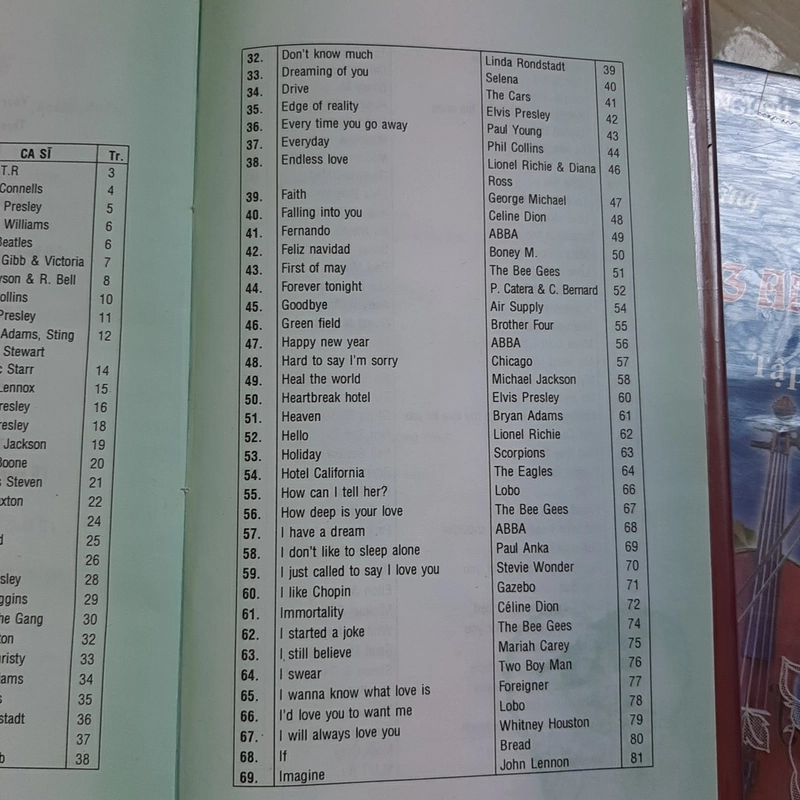 CA SĨ Tr.
T.R 3
Connells 4
Presley 5
Williams 6
Beatles 6
Gibb & Victoria 7
yson & R. Bell 8
ollins 10
Presley 11
Adams, Sting 12
Stewart
Starr 14
Lennox 15
resley 16
resley 18
Jackson 19
Boone 20
Steven 21
xton 22
24
d 25
26
sley 28
ggins 29
he Gang 30
ton 32
risty 33
ams 34
s 35
stadt 36
37
b 38
32. Don't know much Linda Rondstadt 39
33. Dreaming of you Selena 40
34. Drive The Cars 41
35. Edge of reality Elvis Presley 42
36. Every time you go away Paul Young 43
37. Everyday Phil Collins 44
38. Endless love Lionel Richie & Diana 46
Ross
39. Faith George Michael 47
40. Falling into you Celine Dion 48
41. Fernando ABBA 49
42. Feliz navidad Boney M. 50
43. First of may The Bee Gees 51
44. Forever tonight P. Catera & C. Bernard 52
45. Goodbye Air Supply 54
46. Green field Brother Four 55
47. Happy new year ABBA 56
48. Hard to say I'm sorry Chicago 57
49. Heal the world Michael Jackson 58
50. Heartbreak hotel Elvis Presley 60
51. Heaven Bryan Adams 61
52. Hello Lionel Richie 62
53. Holiday Scorpions 63
54. Hotel California The Eagles 64
55. How can I tell her? Lobo 66
56. How deep is your love The Bee Gees 67
57. I have a dream ABBA 68
58. I don't like to sleep alone Paul Anka 69
59. I just called to say I love you Stevie Wonder 70
60. I like Chopin Gazebo 71
61. Immortality Céline Dion 72
62. I started a joke The Bee Gees 74
63. I still believe Mariah Carey 75
64. I swear Two Boy Man 76
65. I wanna know what love is Foreigner 77
66. I'd love you to want me Lobo 78
67. I will always love you Whitney Houston 79
68. If Bread 80
69. Imagine John Lennon 81